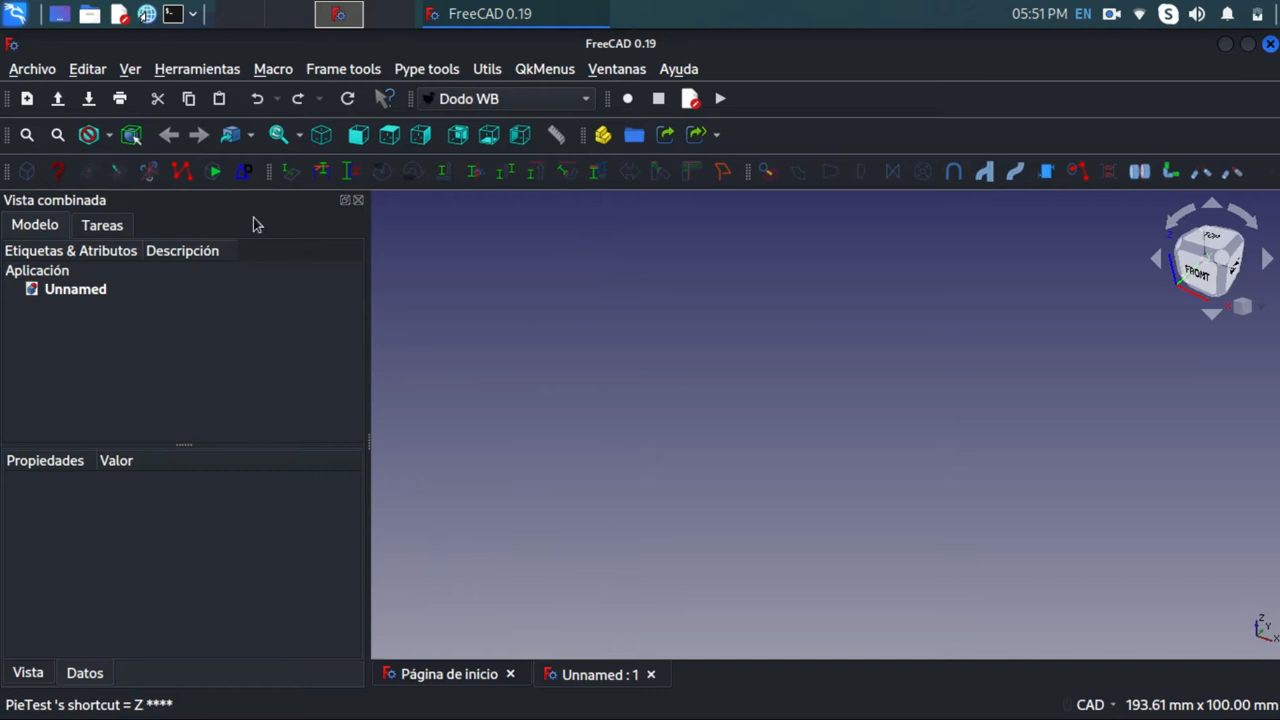 FreeCAD 0.19
05:51 PM EN
FreeCAD 0.19
Archivo Editar Ver Herramientas Macro Frame tools Pype tools Utils QkMenus Ventanas Ayuda
Dodo WB
Vista combinada
Modelo Tareas
Etiquetas & Atributos Descripción
Aplicación
Unnamed
TOP
FRONT
Z
Propiedades Valor
Z
Y
X
Vista Datos
Página de inicio
Unnamed : 1
PieTest 's shortcut = Z ****
CAD 193.61 mm x 100.00 mm